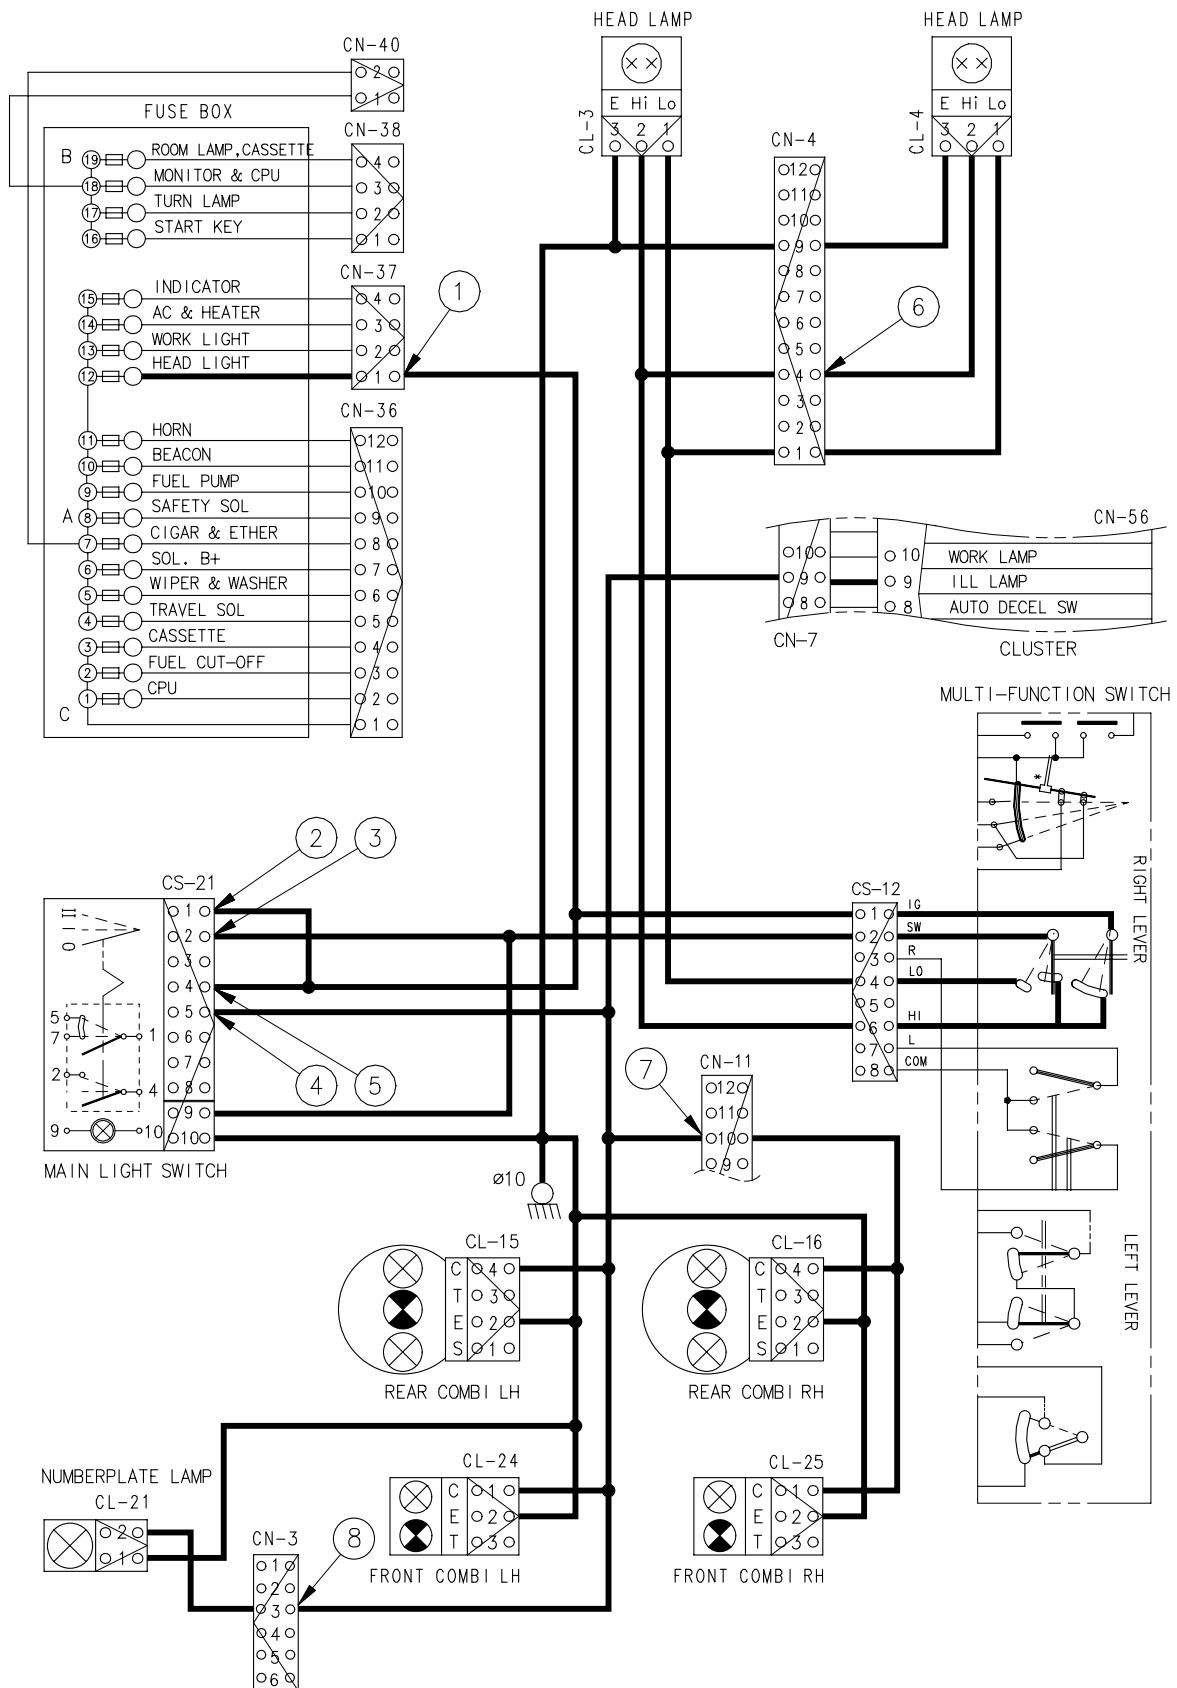 HEAD LAMP
HEAD LAMP
CN-40
2
1
FUSE BOX
E Hi Lo
3 2 1
CL-3
E Hi Lo
3 2 1
CL-4
CN-38
B
19 ROOM LAMP,CASSETTE 4
18 MONITOR & CPU 3
17 TURN LAMP 2
16 START KEY 1
CN-4
12
11
10
9
8
7
6
5
4
3
2
1
CN-37
15 INDICATOR 4
14 AC & HEATER 3
13 WORK LIGHT 2
12 HEAD LIGHT 1
1
6
CN-36
11 HORN 12
10 BEACON 11
9 FUEL PUMP 10
A 8 SAFETY SOL 9
7 CIGAR & ETHER 8
6 SOL. B+ 7
5 WIPER & WASHER 6
4 TRAVEL SOL 5
3 CASSETTE 4
2 FUEL CUT-OFF 3
1 CPU 2
C 1
CN-56
10 10 WORK LAMP
9 9 ILL LAMP
8 8 AUTO DECEL SW
CN-7
CLUSTER
MULTI-FUNCTION SWITCH
*
RIGHT LEVER
LEFT LEVER
2
3
CS-21
II
I
O
1
2
3
4
5
6
7
8
9
10
5
7 1
2 4
9 10
MAIN LIGHT SWITCH
4
5
CS-12
1 IG
2 SW
3 R
4 LO
5
6 HI
7 L
8 COM
7
CN-11
12
11
10
9
ø10
CL-15
C 4
T 3
E 2
S 1
REAR COMBI LH
CL-16
C 4
T 3
E 2
S 1
REAR COMBI RH
NUMBERPLATE LAMP
CL-21
2
1
CL-24
C 1
E 2
T 3
FRONT COMBI LH
CL-25
C 1
E 2
T 3
FRONT COMBI RH
CN-3
8
1
2
3
4
5
6